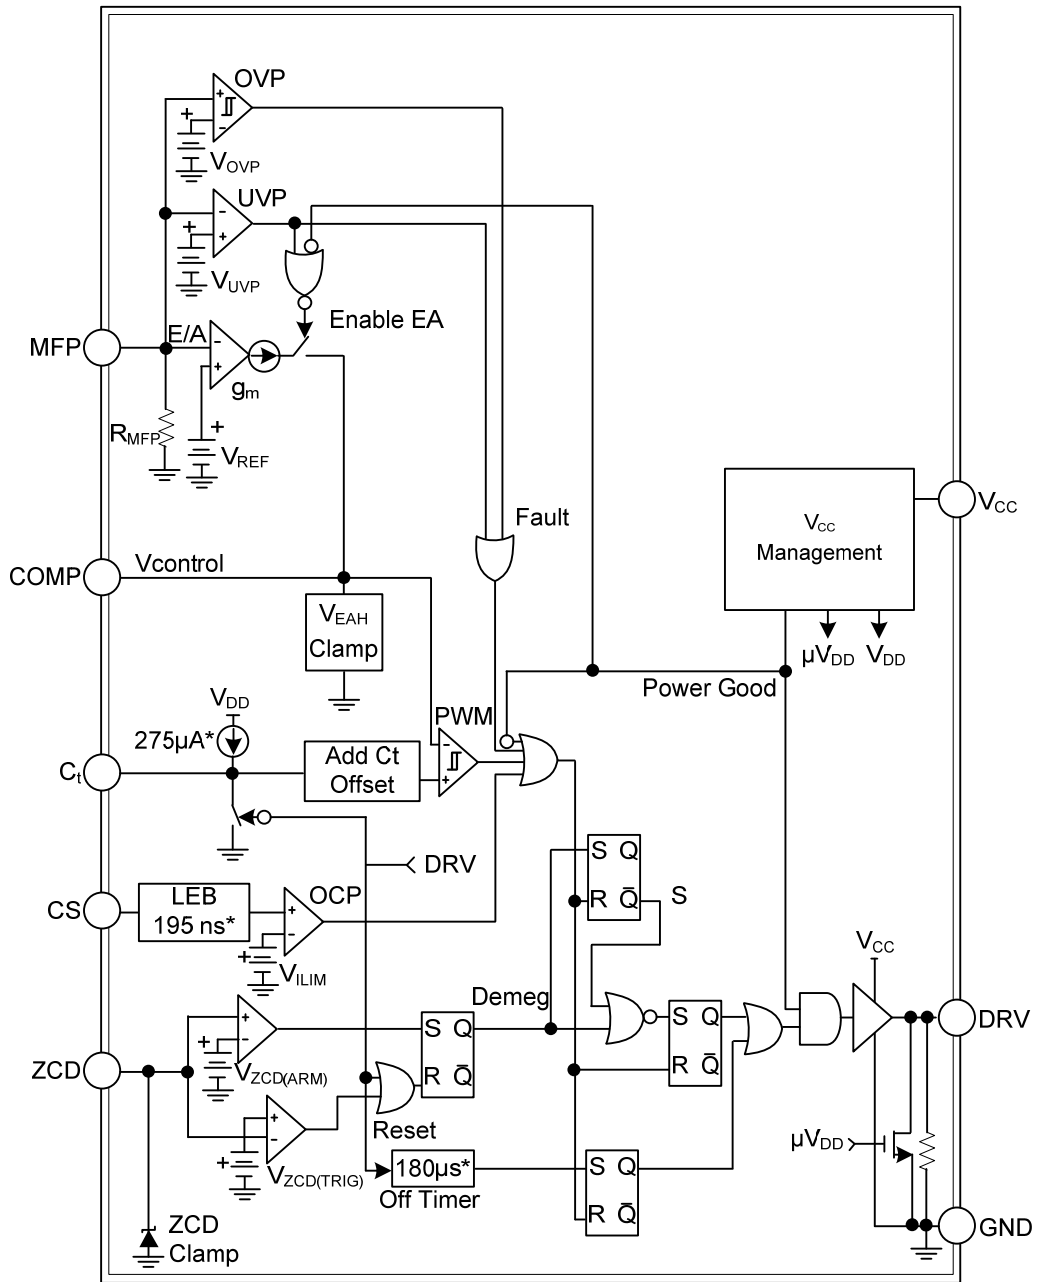 OVP
+
-
+
V_OVP
UVP
-
+
+
V_UVP
Enable EA
MFP
E/A
-
+
g_m
R_MFP
+
V_REF
V_CC
V_CC
Management
Fault
COMP
Vcontrol
V_EAH
Clamp
µV_DD
V_DD
Power Good
V_DD
275µA*
PWM
-
+
C_t
Add Ct
Offset
DRV
S Q
R Q̅
S
CS
LEB
195 ns*
OCP
+
-
+
V_ILIM
V_CC
Demeg
+
-
+
V_ZCD(ARM)
S Q
R Q̅
S Q
R Q̅
DRV
ZCD
+
-
+
V_ZCD(TRIG)
Reset
µV_DD
180µs*
Off Timer
S Q
R Q̅
ZCD
Clamp
GND